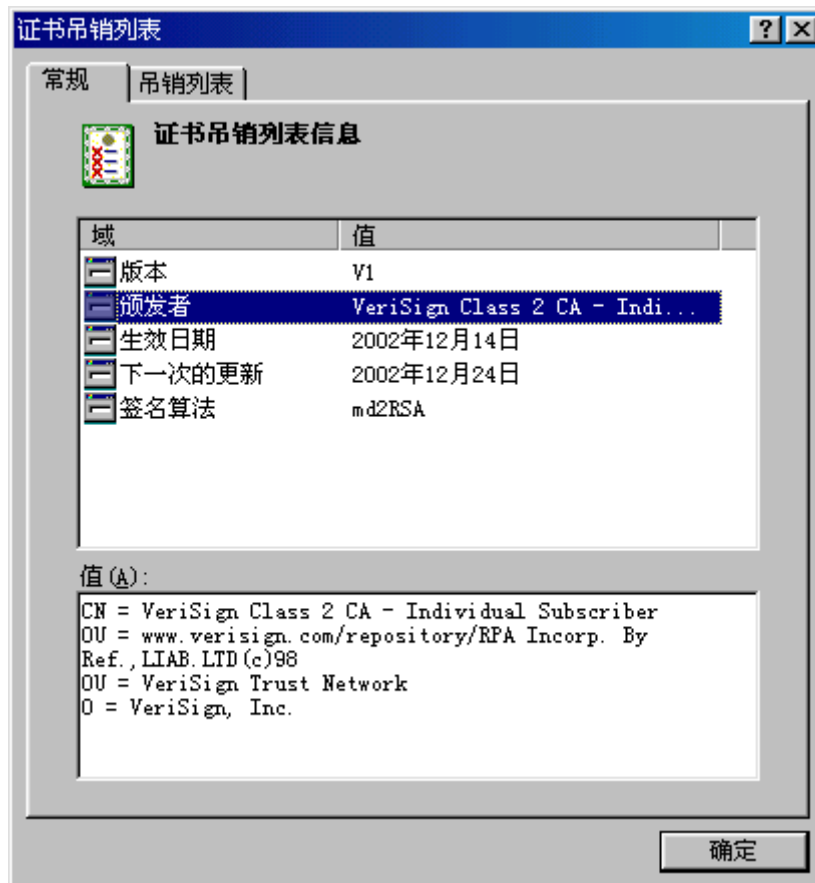 证书吊销列表
常规 吊销列表
证书吊销列表信息
域 值
版本 V1
颁发者 VeriSign Class 2 CA - Indi...
生效日期 2002年12月14日
下一次的更新 2002年12月24日
签名算法 md2RSA
值(A):
CN = VeriSign Class 2 CA - Individual Subscriber
OU = www.verisign.com/repository/RPA Incorp. By
Ref.,LIAB.LTD(c)98
OU = VeriSign Trust Network
O = VeriSign, Inc.
确定